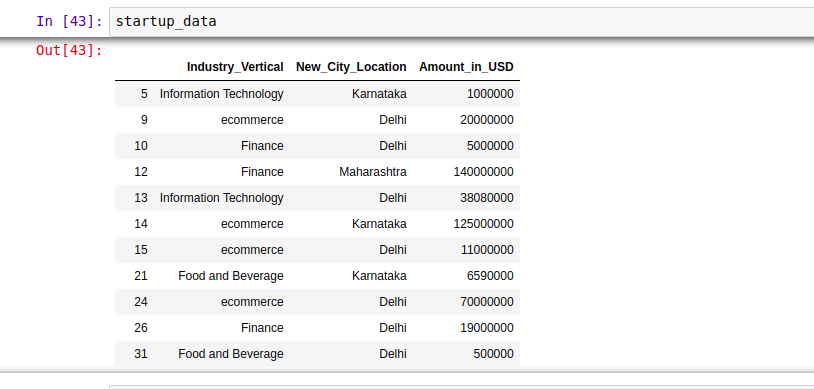 In [43]: startup_data
Out[43]:
Industry_Vertical New_City_Location Amount_in_USD
5 Information Technology Karnataka 1000000
9 ecommerce Delhi 20000000
10 Finance Delhi 5000000
12 Finance Maharashtra 140000000
13 Information Technology Delhi 38080000
14 ecommerce Karnataka 125000000
15 ecommerce Delhi 11000000
21 Food and Beverage Karnataka 6590000
24 ecommerce Delhi 70000000
26 Finance Delhi 19000000
31 Food and Beverage Delhi 500000